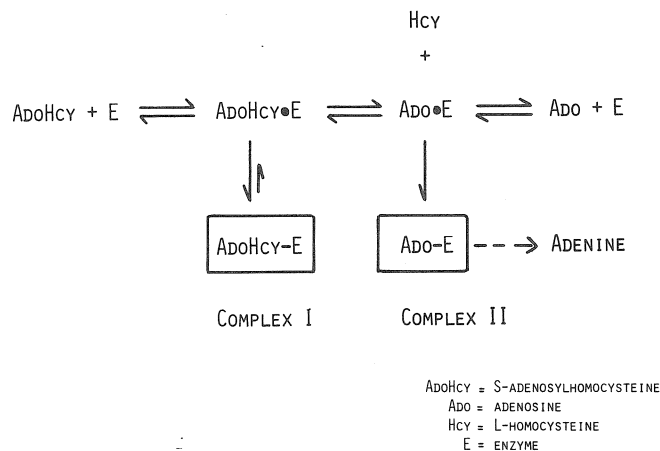 HCY
+
ADOHCY + E ADOHCY•E ADO•E ADO + E
ADOHCY-E ADO-E ADENINE
COMPLEX I COMPLEX II
ADOHCY = S-ADENOSYLHOMOCYSTEINE
ADO = ADENOSINE
HCY = L-HOMOCYSTEINE
E = ENZYME